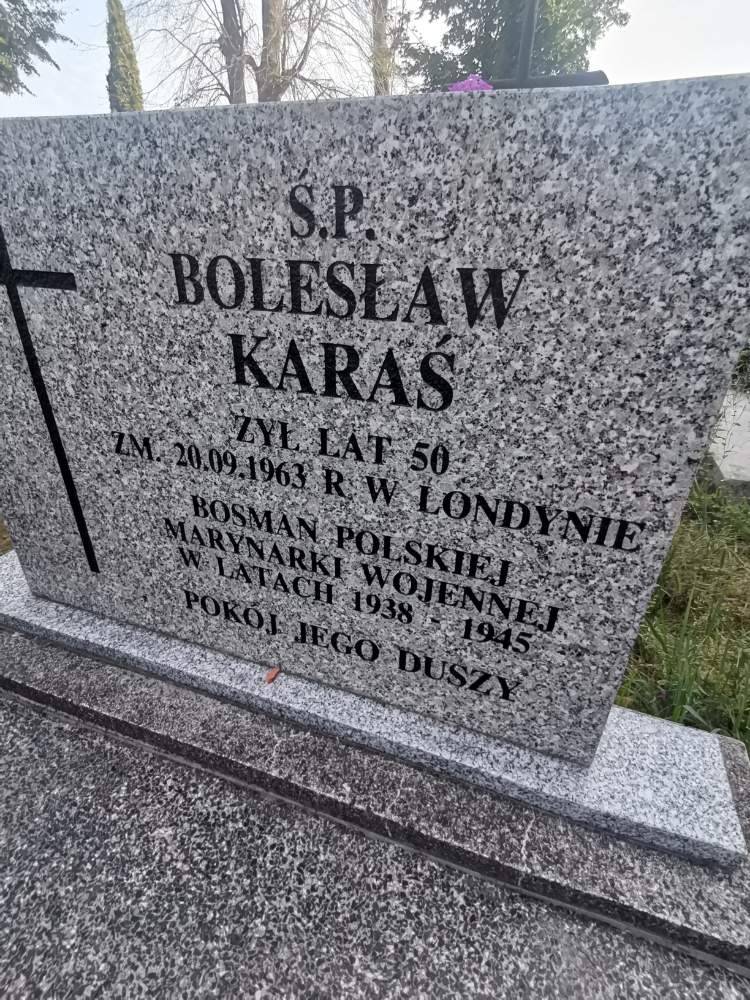 Ś.P.
BOLESŁAW
KARAŚ
ŻYŁ LAT 50
ZM. 20.09.1963 R W LONDYNIE
BOSMAN POLSKIEJ
MARYNARKI WOJENNEJ
W LATACH 1938 - 1945
POKÓJ JEGO DUSZY